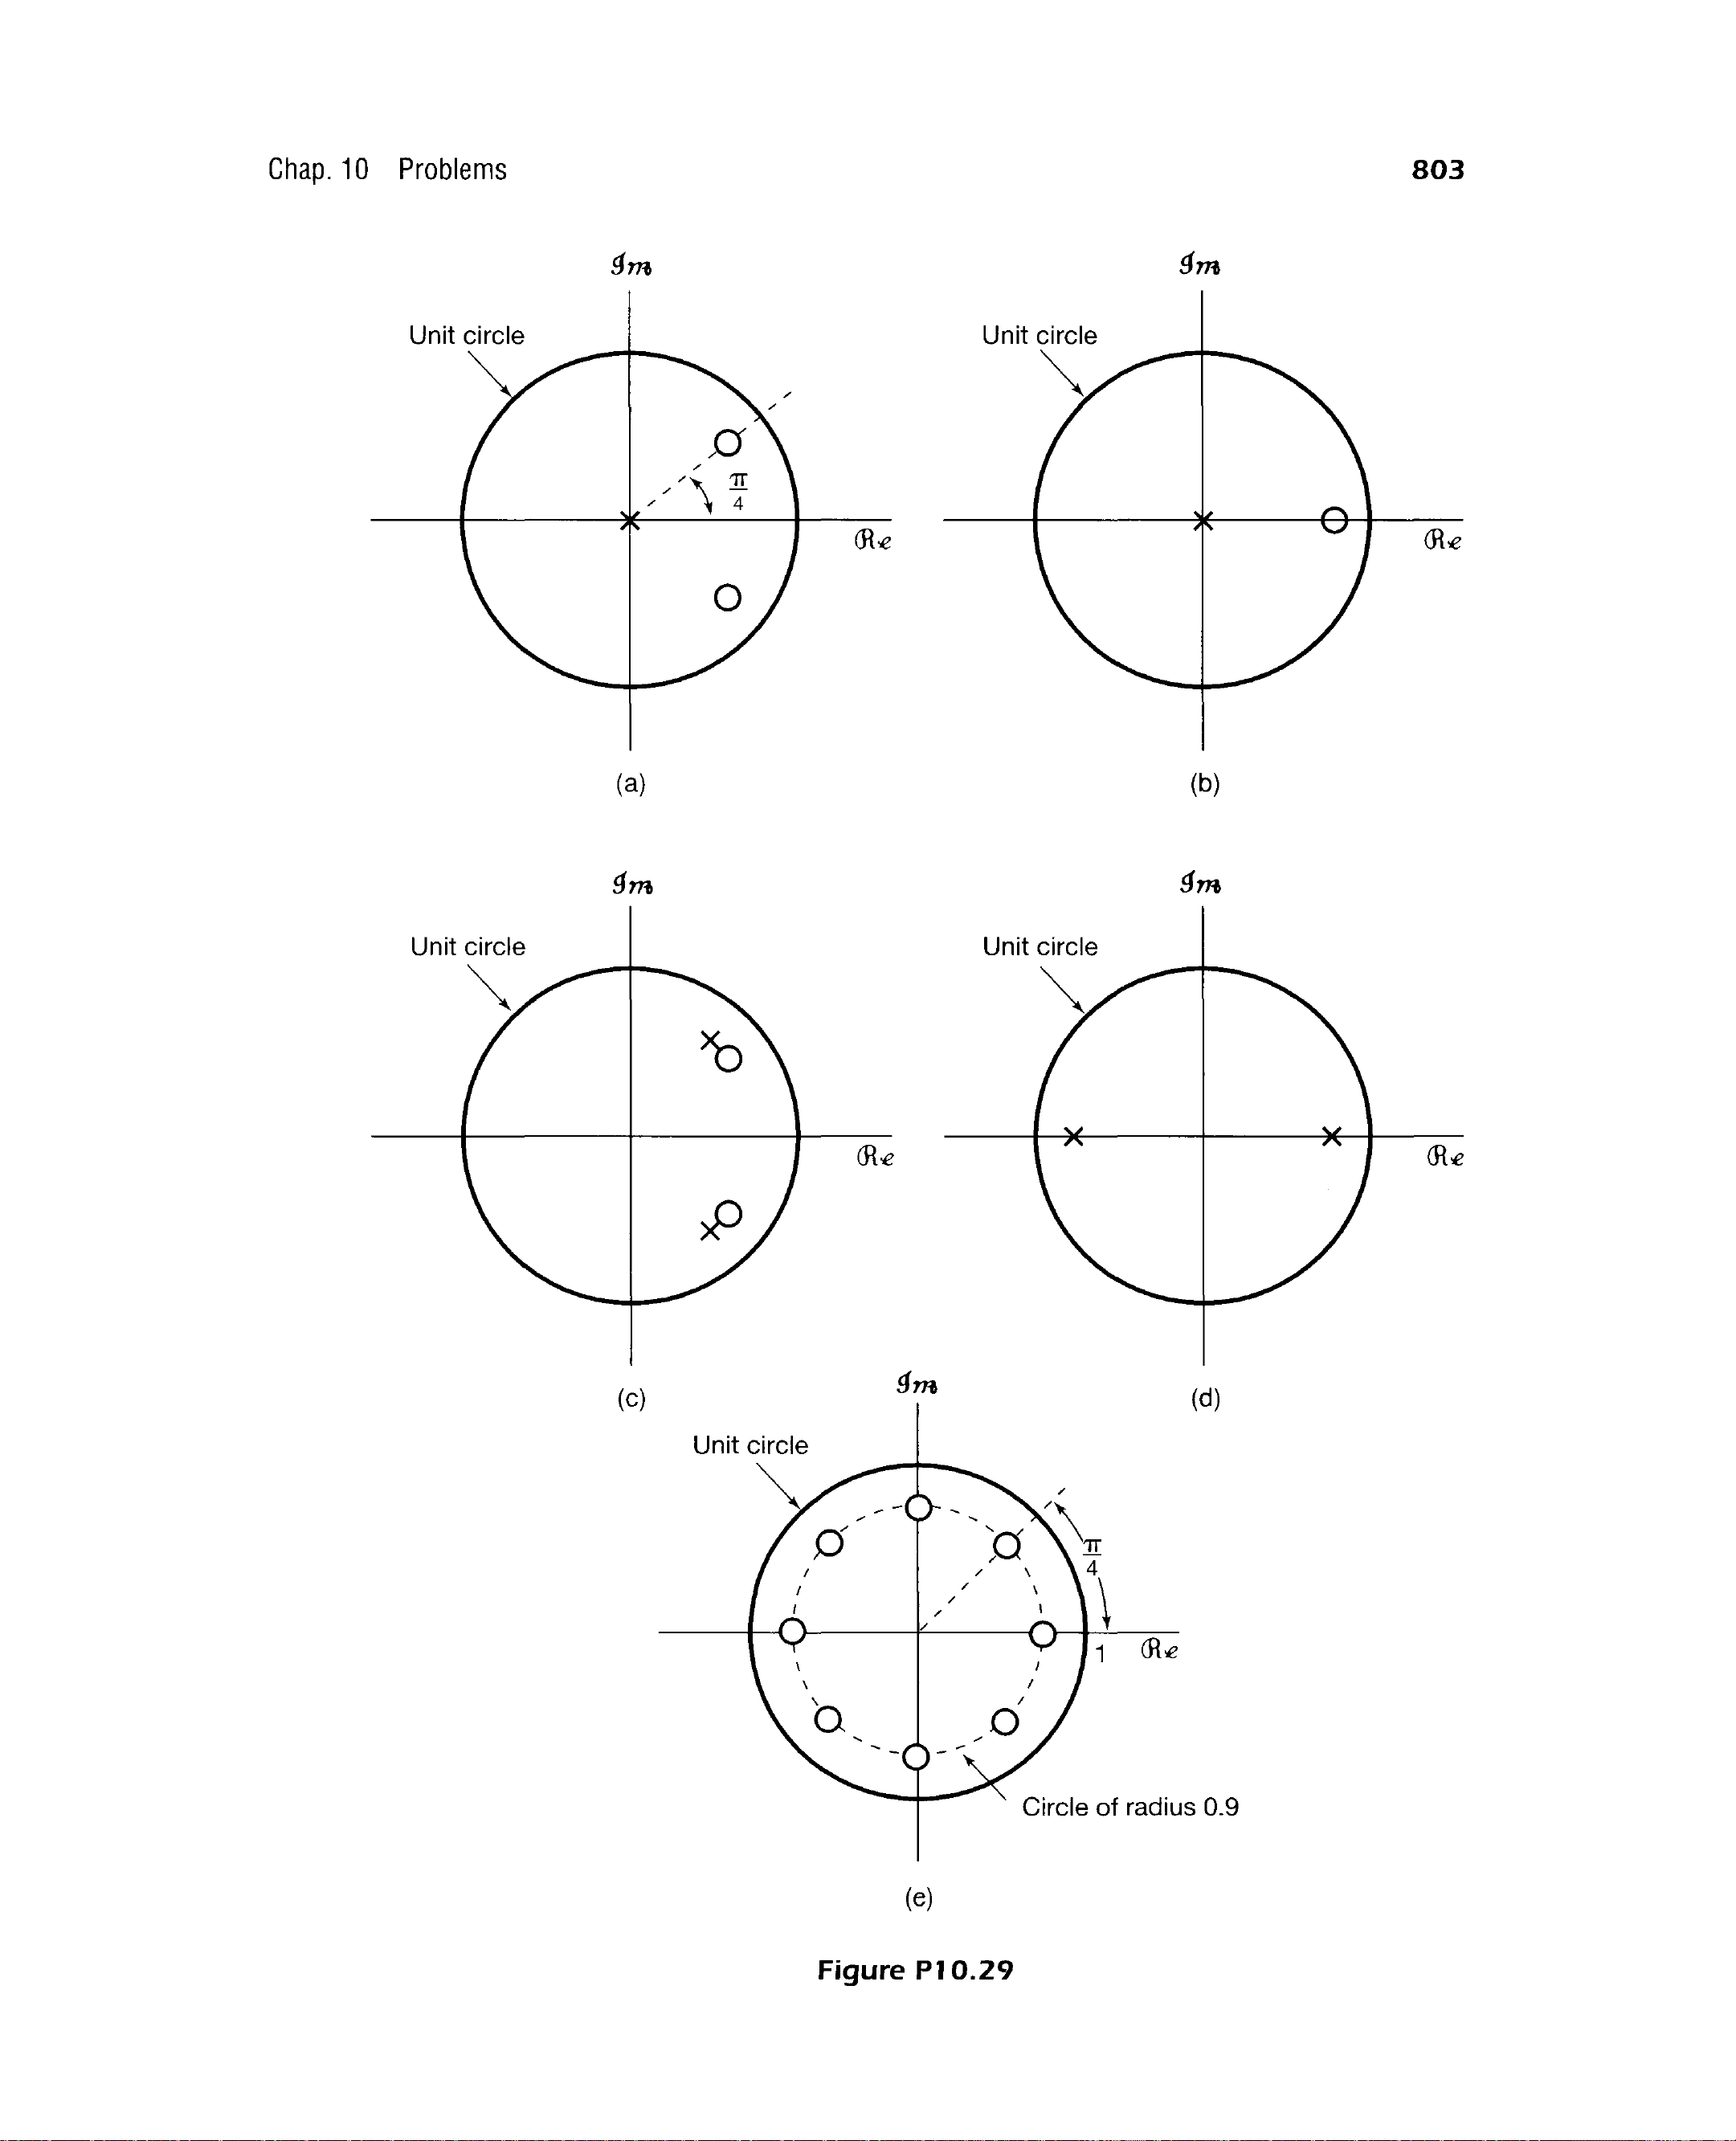 Chap. 10 Problems 803
𝓘𝓶 𝓘𝓶
Unit circle Unit circle
π/4
ℛℯ ℛℯ
(a) (b)
𝓘𝓶 𝓘𝓶
Unit circle Unit circle
ℛℯ ℛℯ
(c) (d)
𝓘𝓶
Unit circle
π/4
1 ℛℯ
Circle of radius 0.9
(e)
Figure P10.29